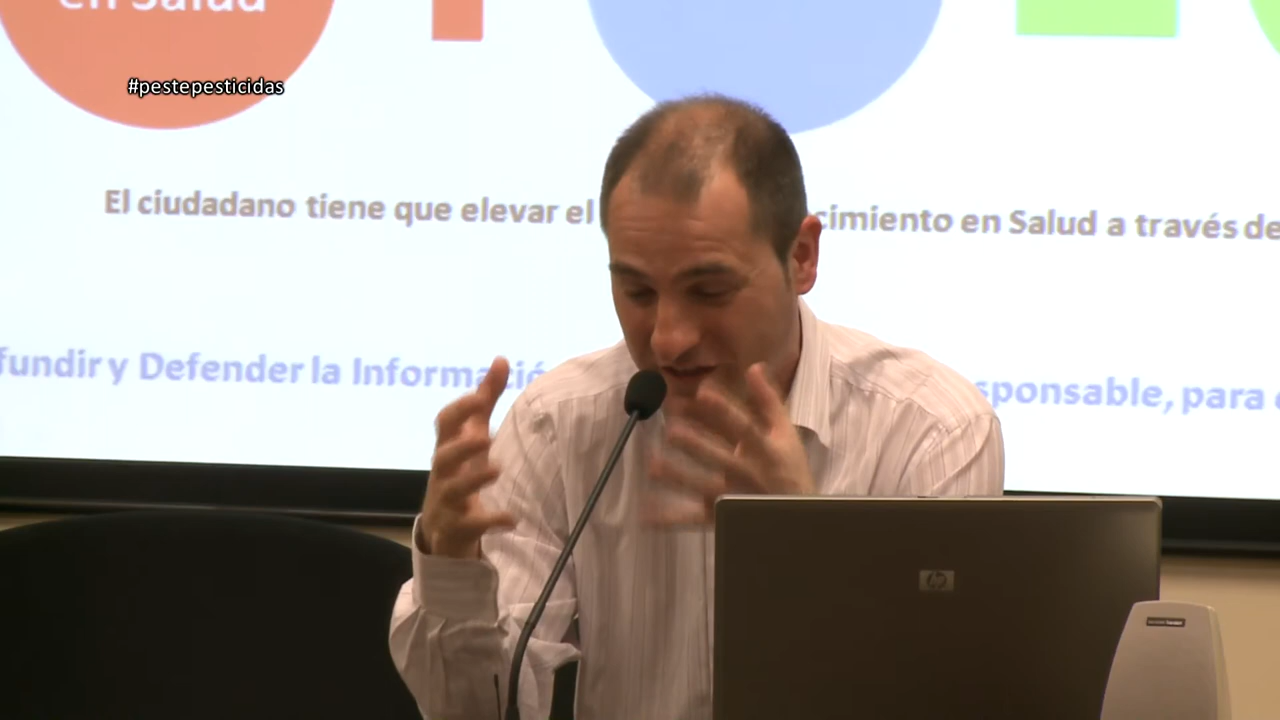 en Salud
#pestepesticidas
El ciudadano tiene que elevar el cimiento en Salud a través de
fundir y Defender la Informació sponsable, para
hp